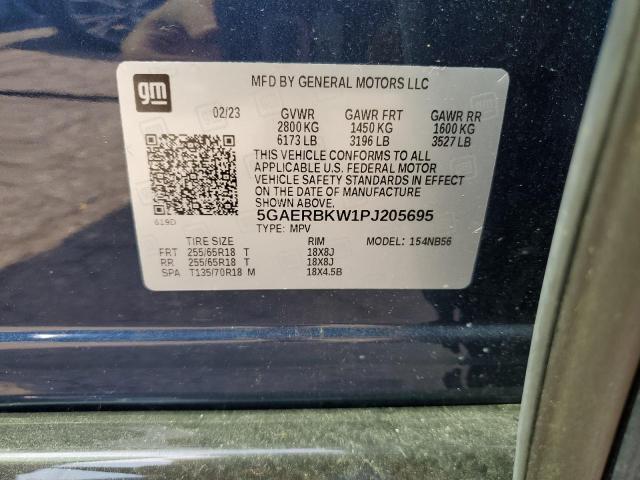 gm
MFD BY GENERAL MOTORS LLC
02/23 GVWR GAWR FRT GAWR RR
2800 KG 1450 KG 1600 KG
6173 LB 3196 LB 3527 LB
THIS VEHICLE CONFORMS TO ALL
APPLICABLE U.S. FEDERAL MOTOR
VEHICLE SAFETY STANDARDS IN EFFECT
ON THE DATE OF MANUFACTURE
SHOWN ABOVE.
619D
5GAERBKW1PJ205695
TYPE: MPV
TIRE SIZE RIM MODEL: 154NB56
FRT 255/65R18 T 18X8J
RR 255/65R18 T 18X8J
SPA T135/70R18 M 18X4.5B